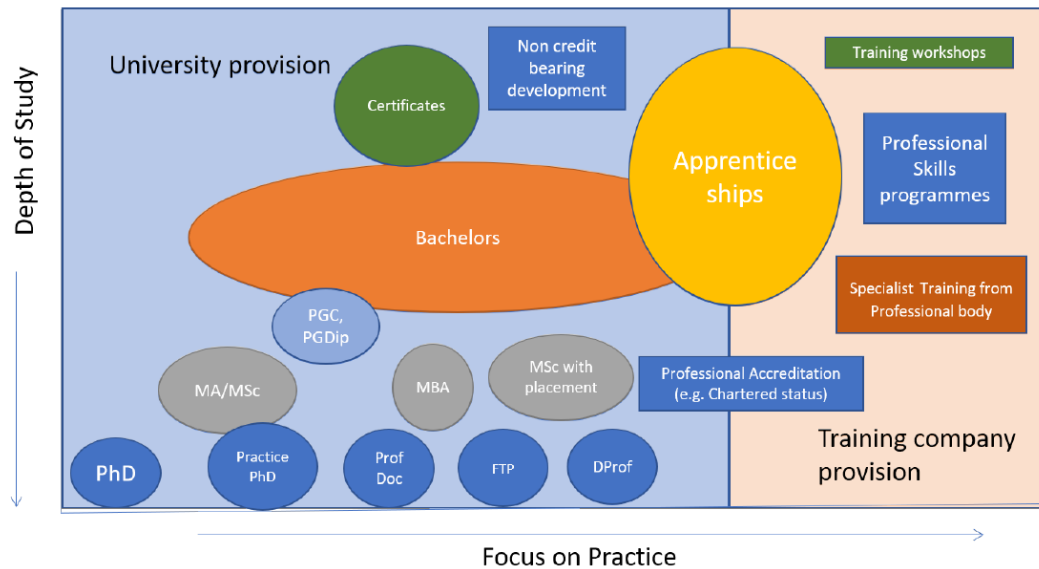 University provision
Non credit
bearing
development
Training workshops
Certificates
Apprentice
ships
Professional
Skills
programmes
Bachelors
Specialist Training from
Professional body
PGC,
PGDip
MA/MSc
MBA
MSc with
placement
Professional Accreditation
(e.g. Chartered status)
Training company
provision
PhD
Practice
PhD
Prof
Doc
FTP
DProf
Depth of Study
Focus on Practice